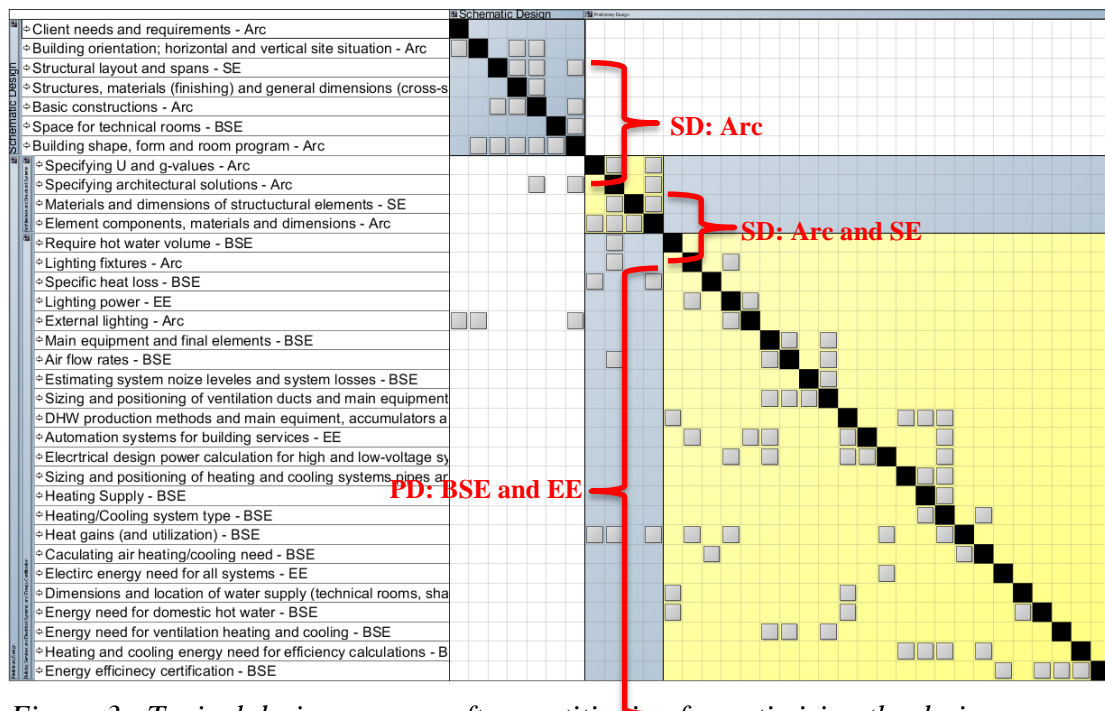 Schematic Design
Preliminary Design
Schematic Design
Client needs and requirements - Arc
Building orientation; horizontal and vertical site situation - Arc
Structural layout and spans - SE
Structures, materials (finishing) and general dimensions (cross-s
Basic constructions - Arc
Space for technical rooms - BSE
Building shape, form and room program - Arc
SD: Arc
Specifying U and g-values - Arc
Specifying architectural solutions - Arc
Materials and dimensions of structuctural elements - SE
Element components, materials and dimensions - Arc
SD: Arc and SE
Require hot water volume - BSE
Lighting fixtures - Arc
Specific heat loss - BSE
Lighting power - EE
External lighting - Arc
Main equipment and final elements - BSE
Air flow rates - BSE
Estimating system noize leveles and system losses - BSE
Sizing and positioning of ventilation ducts and main equipment
DHW production methods and main equiment, accumulators a
Automation systems for building services - EE
Elecrtrical design power calculation for high and low-voltage sy
Sizing and positioning of heating and cooling systems pipes ar
PD: BSE and EE
Heating Supply - BSE
Heating/Cooling system type - BSE
Heat gains (and utilization) - BSE
Caculating air heating/cooling need - BSE
Electirc energy need for all systems - EE
Dimensions and location of water supply (technical rooms, sha
Energy need for domestic hot water - BSE
Energy need for ventilation heating and cooling - BSE
Heating and cooling energy need for efficiency calculations - B
Energy efficinecy certification - BSE
Preliminary Design